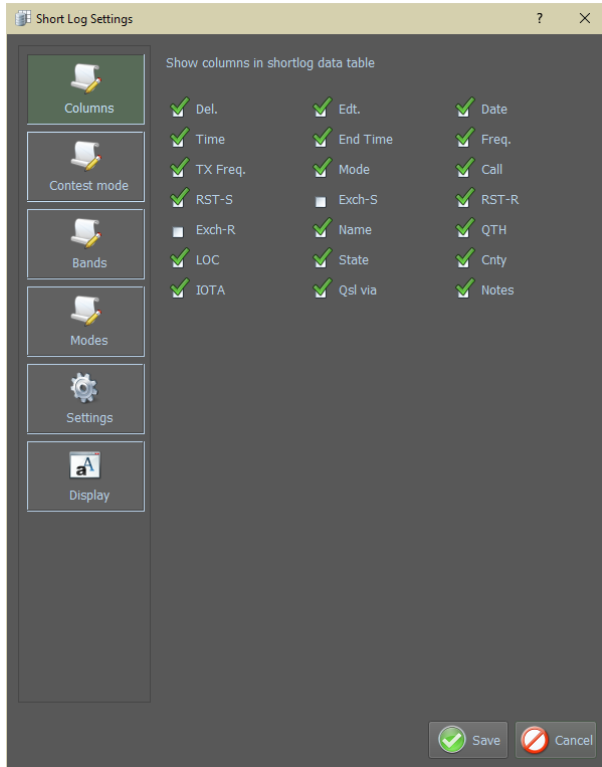 Short Log Settings ?
Show columns in shortlog data table
Columns
Contest mode
Bands
Modes
Settings
aA
Display
Del. Edt. Date
Time End Time Freq.
TX Freq. Mode Call
RST-S Exch-S RST-R
Exch-R Name QTH
LOC State Cnty
IOTA Qsl via Notes
Save Cancel